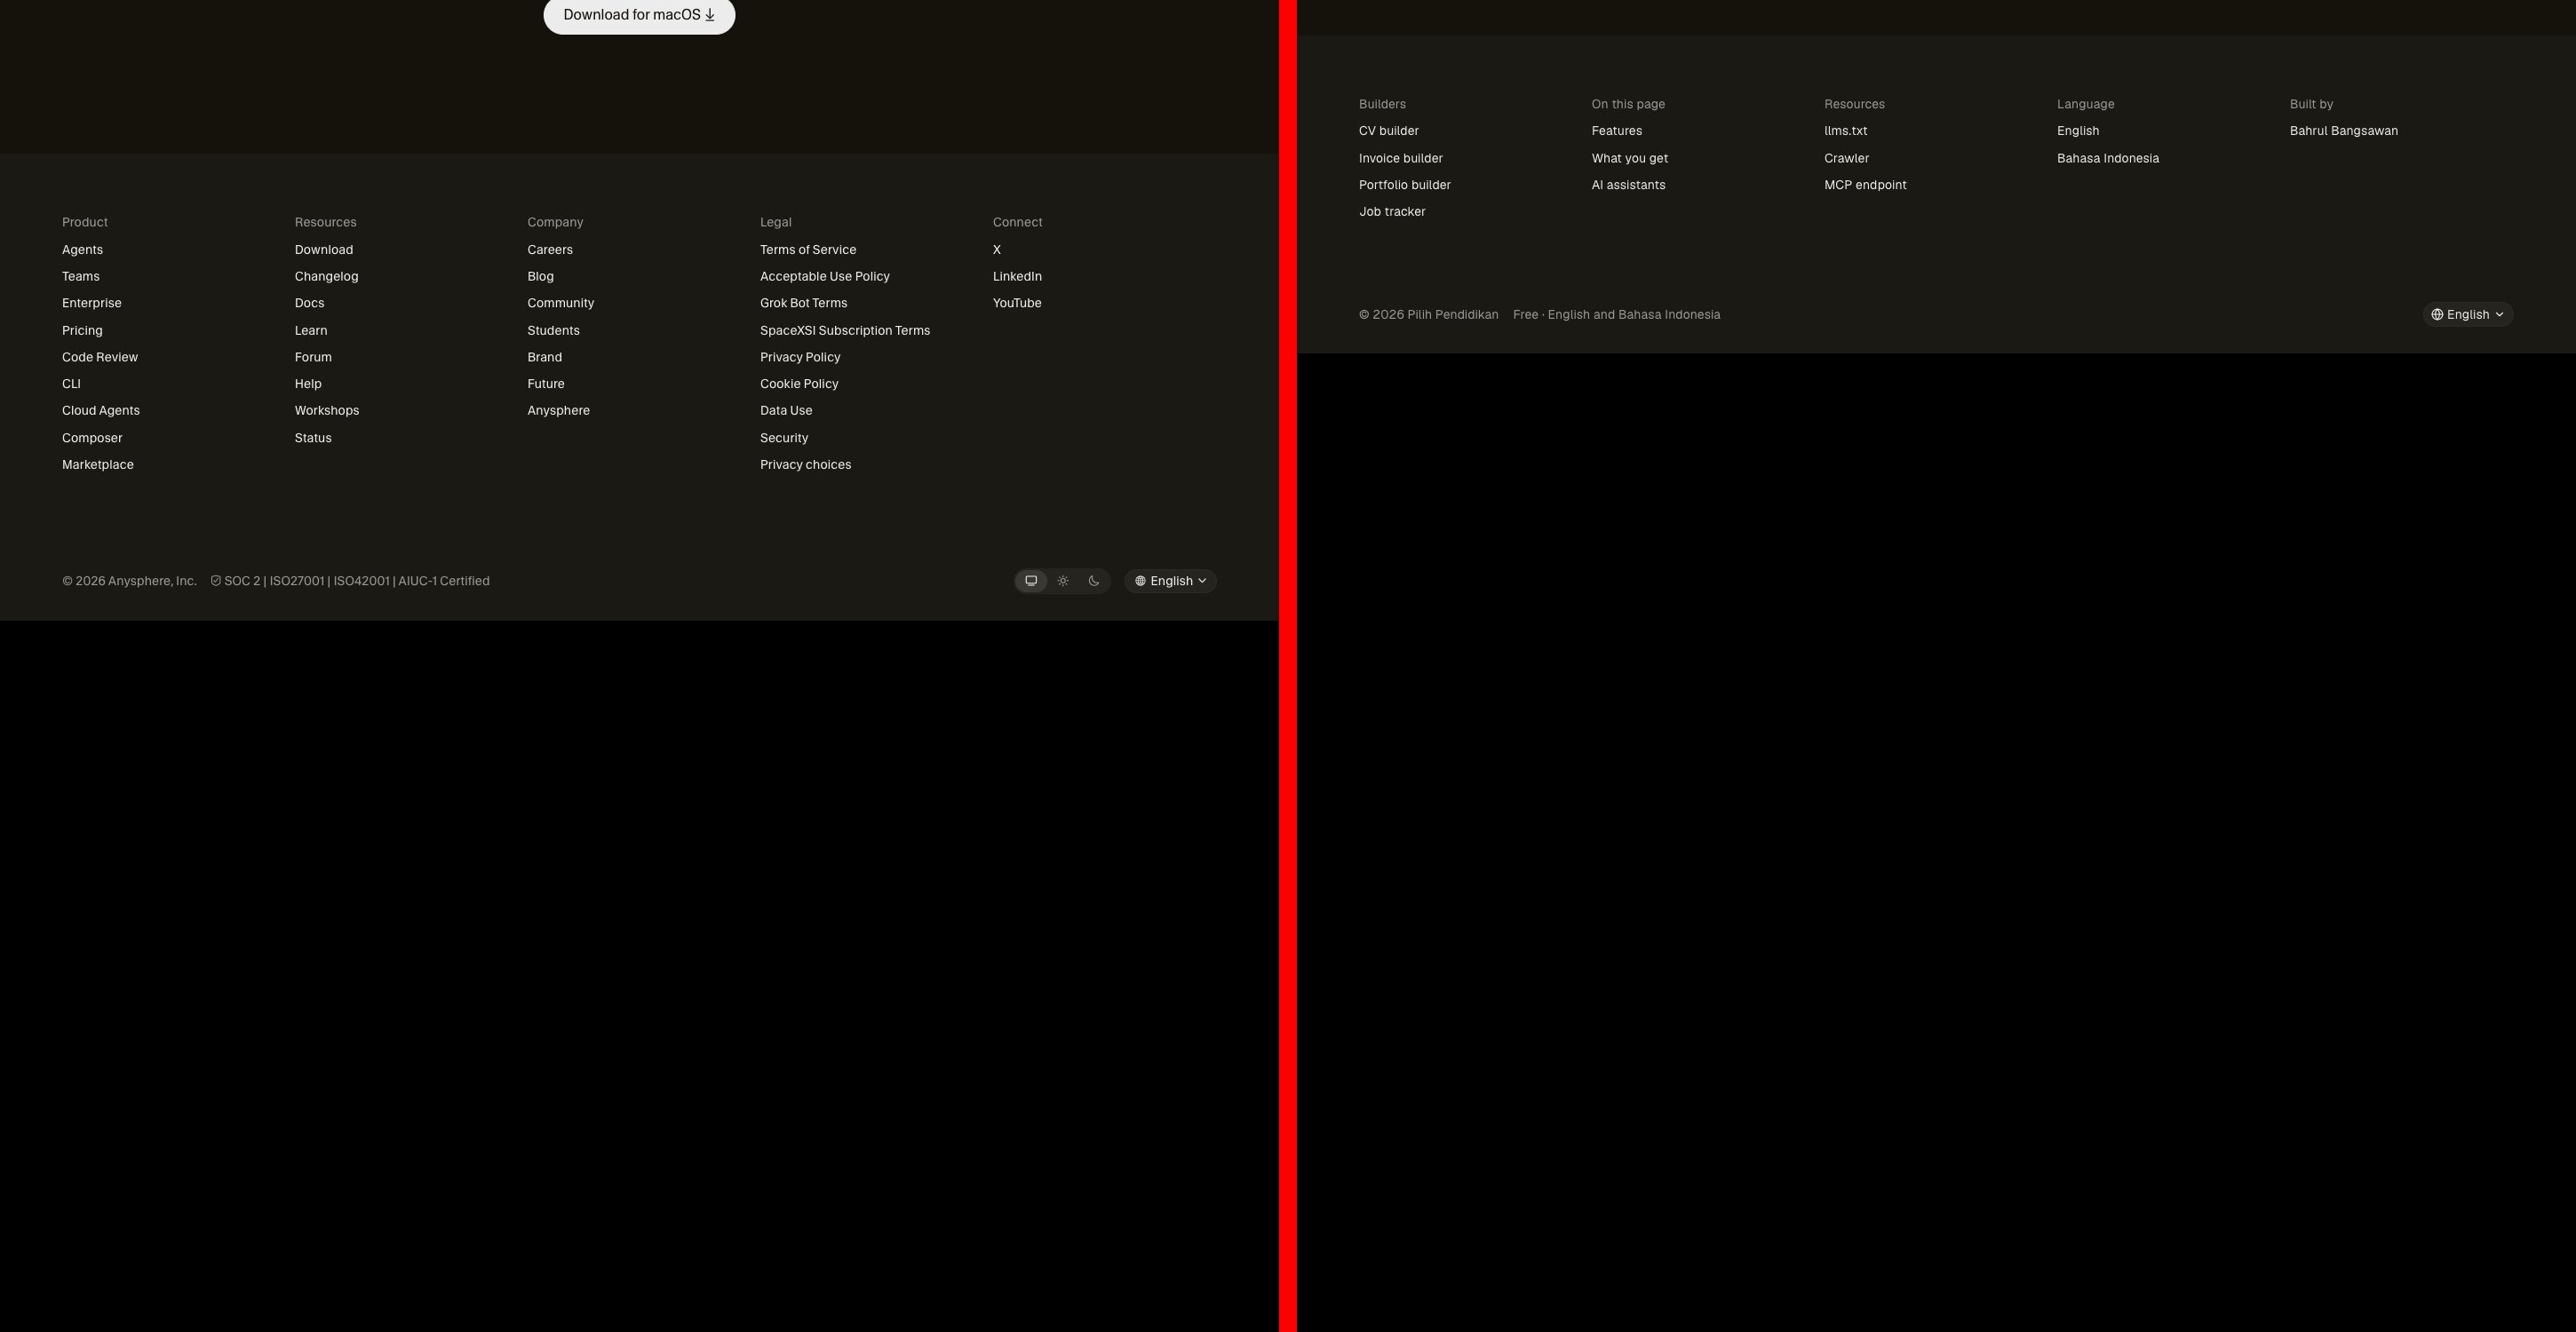 Download for macOS
Product
Agents
Teams
Enterprise
Pricing
Code Review
CLI
Cloud Agents
Composer
Marketplace
Resources
Download
Changelog
Docs
Learn
Forum
Help
Workshops
Status
Company
Careers
Blog
Community
Students
Brand
Future
Anysphere
Legal
Terms of Service
Acceptable Use Policy
Grok Bot Terms
SpaceXSI Subscription Terms
Privacy Policy
Cookie Policy
Data Use
Security
Privacy choices
Connect
X
LinkedIn
YouTube
© 2026 Anysphere, Inc.
SOC 2 | ISO27001 | ISO42001 | AIUC-1 Certified
English
Builders
CV builder
Invoice builder
Portfolio builder
Job tracker
On this page
Features
What you get
AI assistants
Resources
llms.txt
Crawler
MCP endpoint
Language
English
Bahasa Indonesia
Built by
Bahrul Bangsawan
© 2026 Pilih Pendidikan
Free · English and Bahasa Indonesia
English